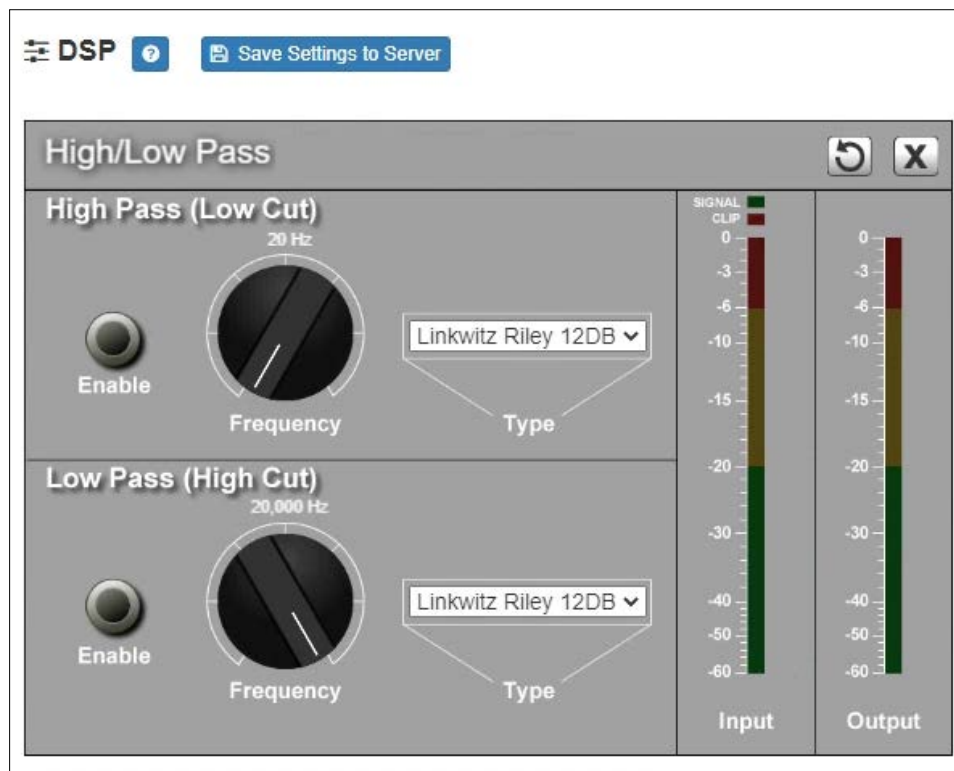 DSP ? Save Settings to Server
High/Low Pass X
High Pass (Low Cut)
20 Hz
Enable
Frequency
Linkwitz Riley 12DB
Type
Low Pass (High Cut)
20,000 Hz
Enable
Frequency
Linkwitz Riley 12DB
Type
SIGNAL
CLIP
0
-3
-6
-10
-15
-20
-30
-40
-50
-60
Input
0
-3
-6
-10
-15
-20
-30
-40
-50
-60
Output